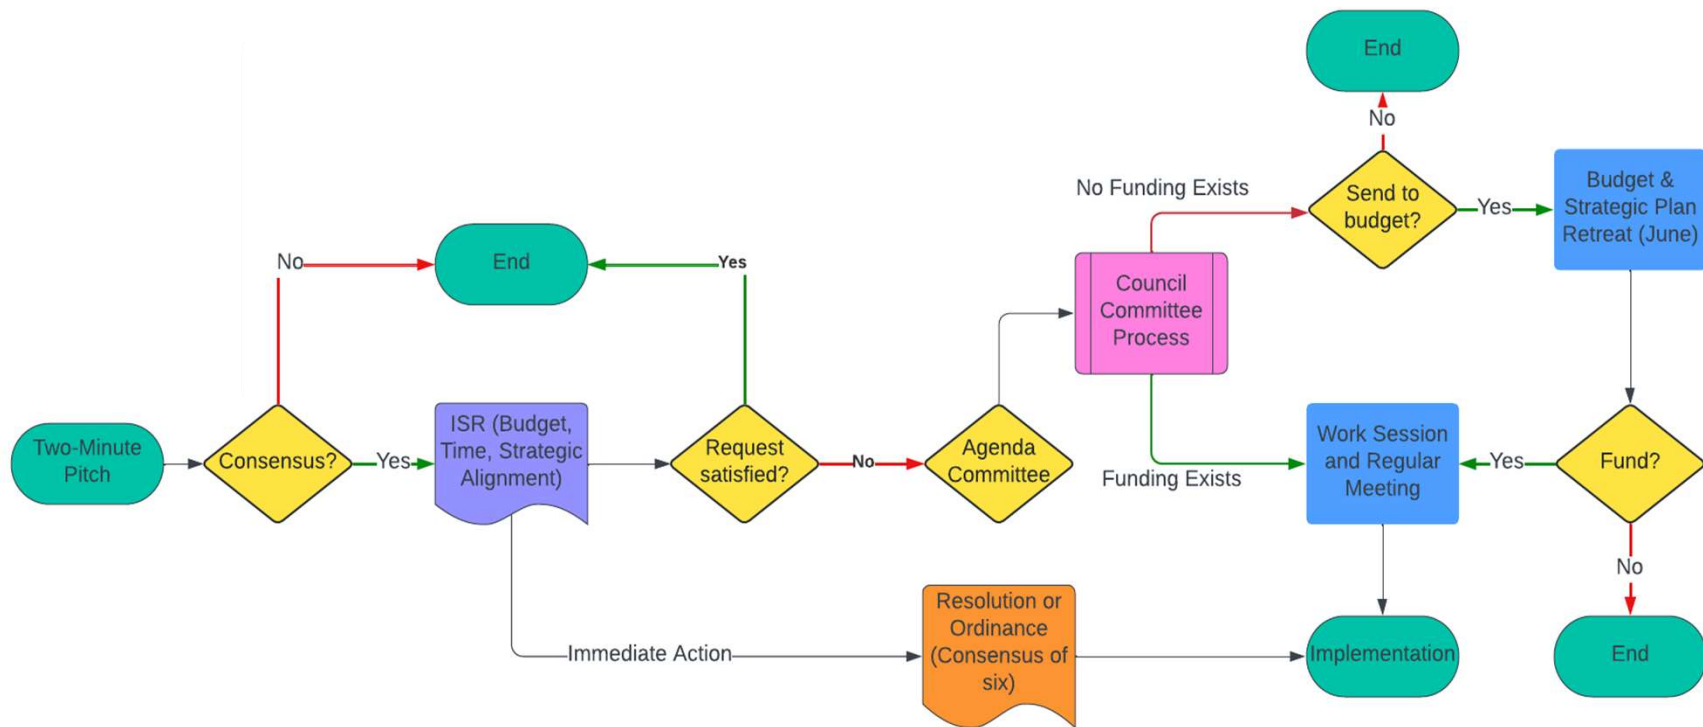 End
No
No Funding Exists
Send to
budget?
Yes
Budget &
Strategic Plan
Retreat (June)
No
End
Yes
Council
Committee
Process
Two-Minute
Pitch
Consensus?
Yes
ISR (Budget,
Time, Strategic
Alignment)
Request
satisfied?
No
Agenda
Committee
Funding Exists
Work Session
and Regular
Meeting
Yes
Fund?
No
Immediate Action
Resolution or
Ordinance
(Consensus of
six)
Implementation
End